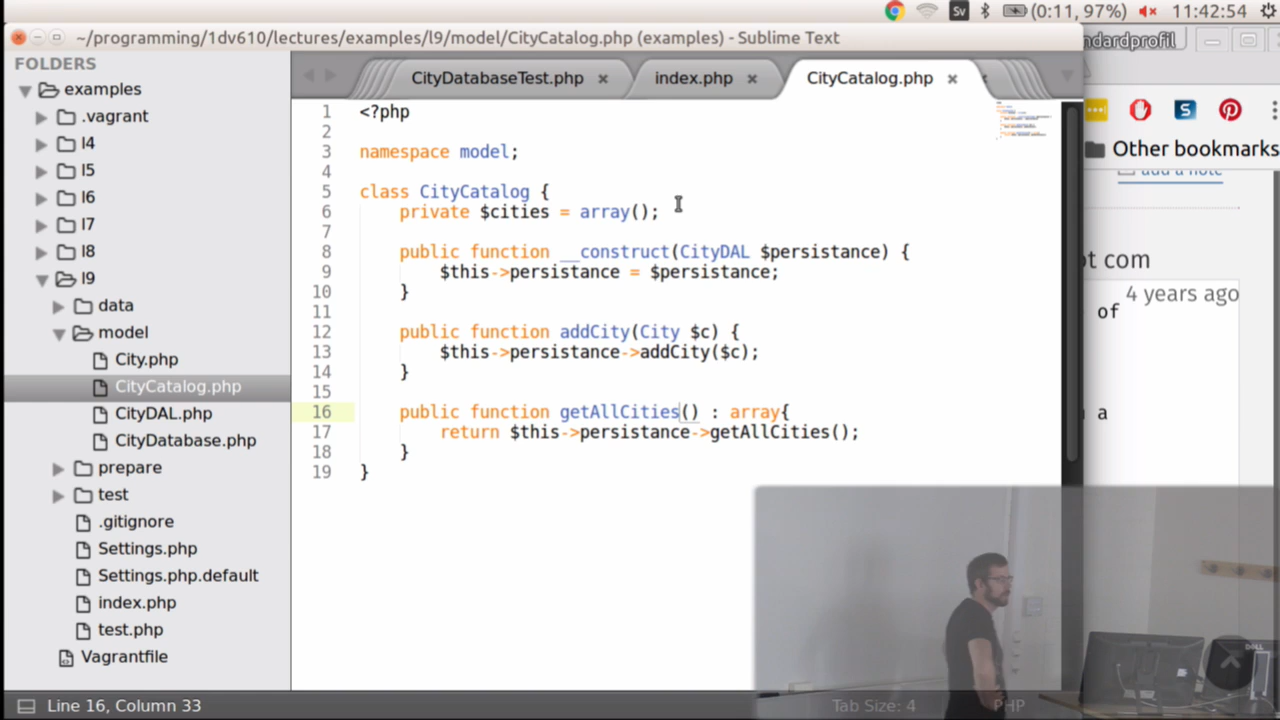 (0:11, 97%) 11:42:54
~/programming/1dv610/lectures/examples/l9/model/CityCatalog.php (examples) - Sublime Text
ndardprofil
FOLDERS
examples
.vagrant
l4
l5
l6
l7
l8
l9
data
model
City.php
CityCatalog.php
CityDAL.php
CityDatabase.php
prepare
test
.gitignore
Settings.php
Settings.php.default
index.php
test.php
Vagrantfile
CityDatabaseTest.php × index.php × CityCatalog.php ×
1 <?php
2
3 namespace model;
4
5 class CityCatalog {
6 private $cities = array();
7
8 public function __construct(CityDAL $persistance) {
9 $this->persistance = $persistance;
10 }
11
12 public function addCity(City $c) {
13 $this->persistance->addCity($c);
14 }
15
16 public function getAllCities() : array{
17 return $this->persistance->getAllCities();
18 }
19 }
Other bookmarks
add a note
ot com
4 years ago
of
a
DELL
Line 16, Column 33
Tab Size: 4
PHP